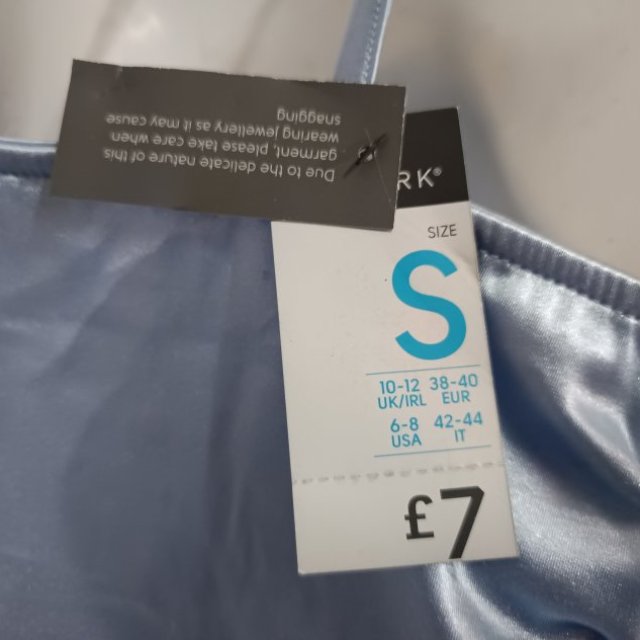 Due to the delicate nature of this
garment, please take care when
wearing jewellery as it may cause
snagging
RK®
SIZE
S
10-12 38-40
UK/IRL EUR
6-8 42-44
USA IT
£7